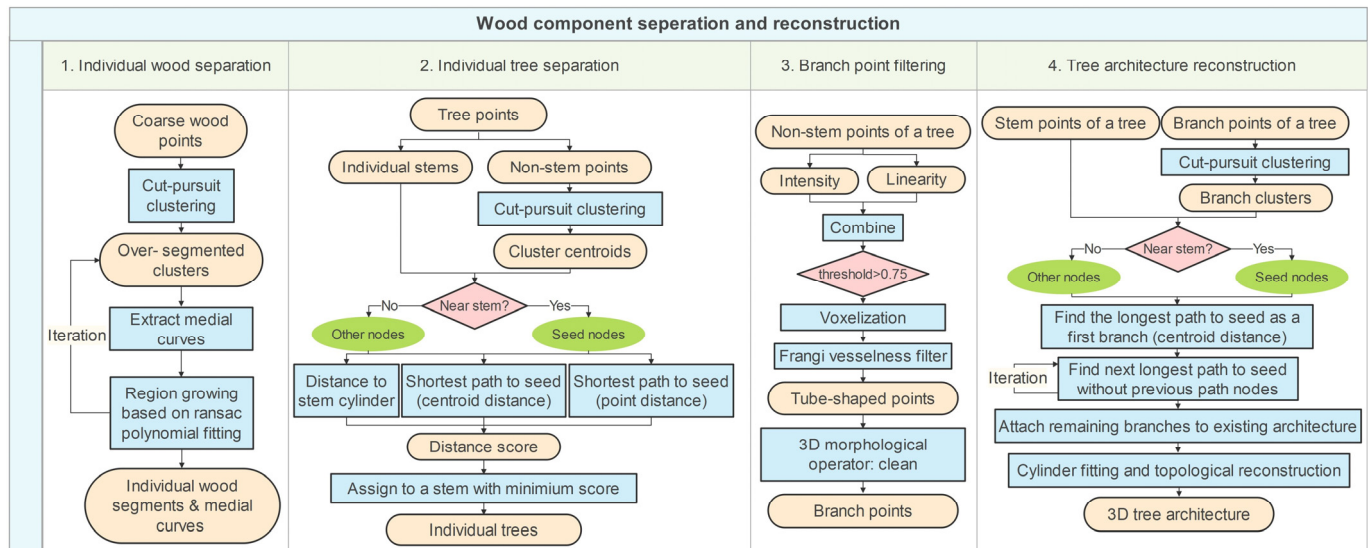 Wood component seperation and reconstruction
1. Individual wood separation
Coarse wood
points
Cut-pursuit
clustering
Over- segmented
clusters
Iteration
Extract medial
curves
Region growing
based on ransac
polynomial fitting
Individual wood
segments & medial
curves
2. Individual tree separation
Tree points
Individual stems
Non-stem points
Cut-pursuit clustering
Cluster centroids
No
Near stem?
Yes
Other nodes
Seed nodes
Distance to
stem cylinder
Shortest path to seed
(centroid distance)
Shortest path to seed
(point distance)
Distance score
Assign to a stem with minimium score
Individual trees
3. Branch point filtering
Non-stem points of a tree
Intensity
Linearity
Combine
threshold>0.75
Voxelization
Frangi vesselness filter
Tube-shaped points
3D morphological
operator: clean
Branch points
4. Tree architecture reconstruction
Stem points of a tree
Branch points of a tree
Cut-pursuit clustering
Branch clusters
No
Near stem?
Yes
Other nodes
Seed nodes
Find the longest path to seed as a
first branch (centroid distance)
Iteration
Find next longest path to seed
without previous path nodes
Attach remaining branches to existing architecture
Cylinder fitting and topological reconstruction
3D tree architecture